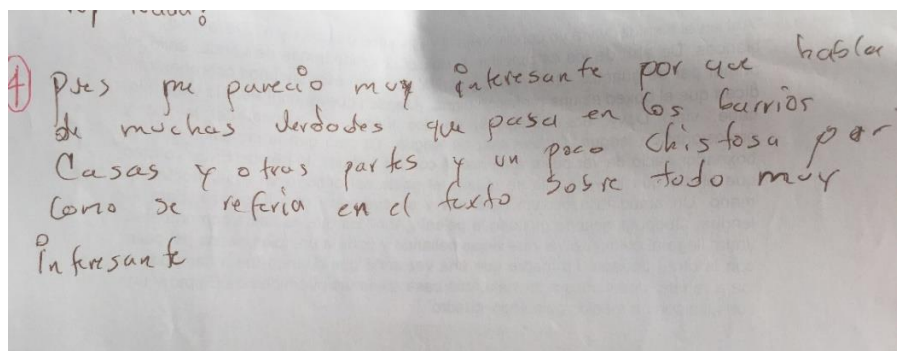 4) Pues me parecio muy interesante por que hablar
de muchas verdades que pasa en los barrios
Casas y otras partes y un poco chistosa por
Como se referia en el texto sobre todo muy
interesante